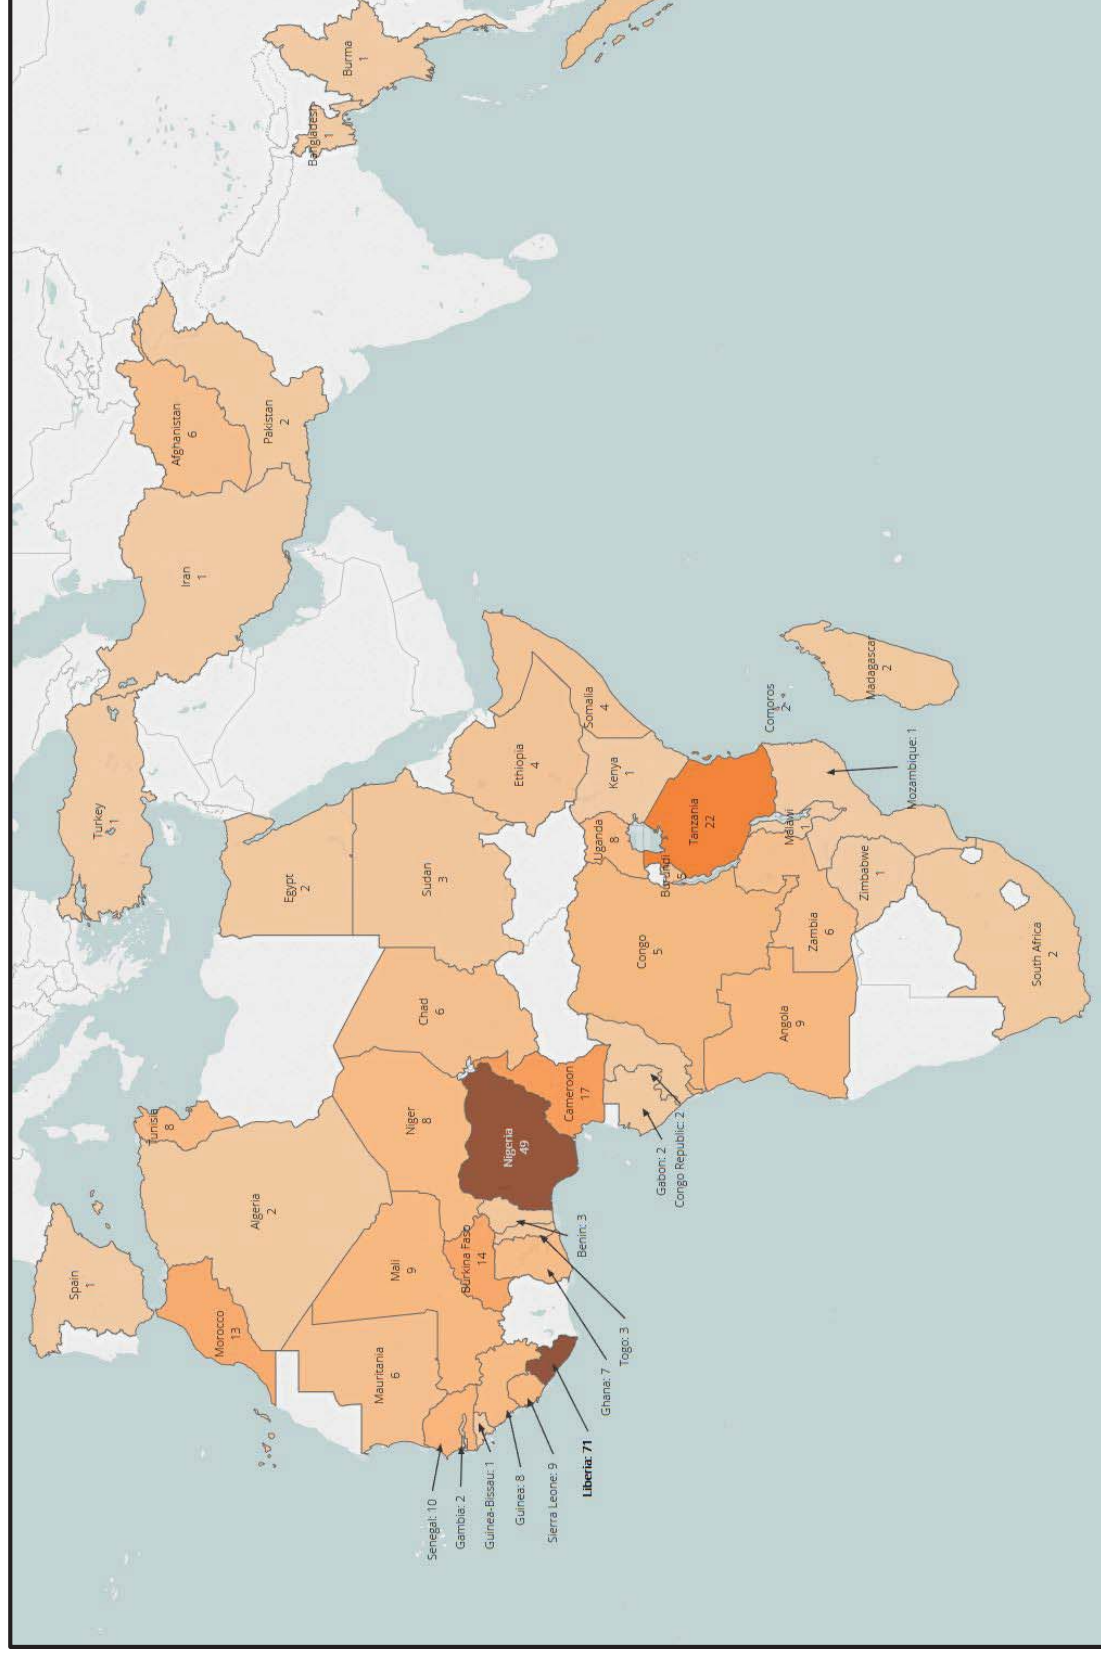 Spain
1
Turkey
1
Morocco
13
Algeria
2
Tunisia
8
Egypt
2
Iran
1
Afghanistan
6
Pakistan
2
Bangladesh
1
Burma
1
Mauritania
6
Mali
9
Niger
8
Chad
6
Sudan
3
Senegal: 10
Gambia: 2
Guinea-Bissau: 1
Guinea: 8
Sierra Leone: 9
Liberia: 71
Burkina Faso
14
Ghana: 7
Togo: 3
Benin: 3
Nigeria
49
Cameroon
17
Gabon: 2
Congo Republic: 2
Ethiopia
4
Somalia
4
Kenya
1
Uganda
8
Congo
5
Burundi
5
Tanzania
22
Comoros
2
Angola
9
Zambia
6
Malawi
1
Mozambique: 1
Zimbabwe
1
Madagascar
2
South Africa
2